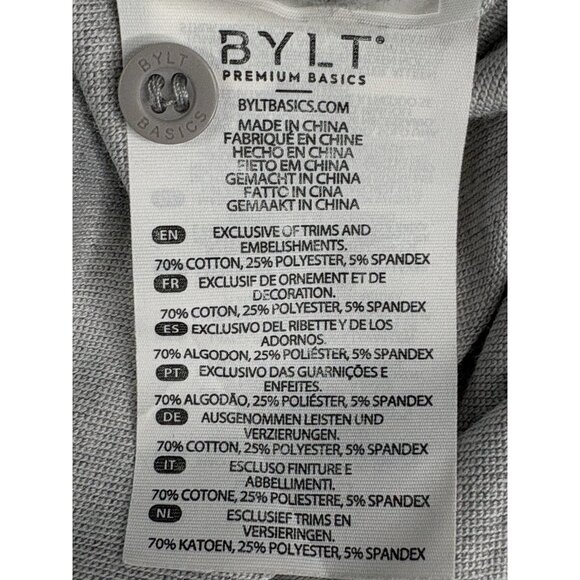 BYLT®
PREMIUM BASICS
BYLT
BASICS
BYLTBASICS.COM
MADE IN CHINA
FABRIQUÉ EN CHINE
HECHO EN CHINA
FIETO EM CHINA
GEMACHT IN CHINA
FATTO IN CINA
GEMAAKT IN CHINA
EN EXCLUSIVE OF TRIMS AND
EMBELISHMENTS.
70% COTTON, 25% POLYESTER, 5% SPANDEX
FR EXCLUSIF DE ORNEMENT ET DE
DECORATION.
70% COTON, 25% POLYESTER, 5% SPANDEX
ES EXCLUSIVO DEL RIBETTE Y DE LOS
ADORNOS.
70% ALGODON, 25% POLIÉSTER, 5% SPANDEX
PT EXCLUSIVO DAS GUARNIÇÕES E
ENFEITES.
70% ALGODÃO, 25% POLIÉSTER, 5% SPANDEX
DE AUSGENOMMEN LEISTEN UND
VERZIERUNGEN.
70% COTTON, 25% POLYESTER, 5% SPANDEX
IT ESCLUSO FINITURE E
ABBELLIMENTI.
70% COTONE, 25% POLIESTERE, 5% SPANDEX
NL ESCLUSIEF TRIMS EN
VERSIERINGEN.
70% KATOEN, 25% POLYESTER, 5% SPANDEX